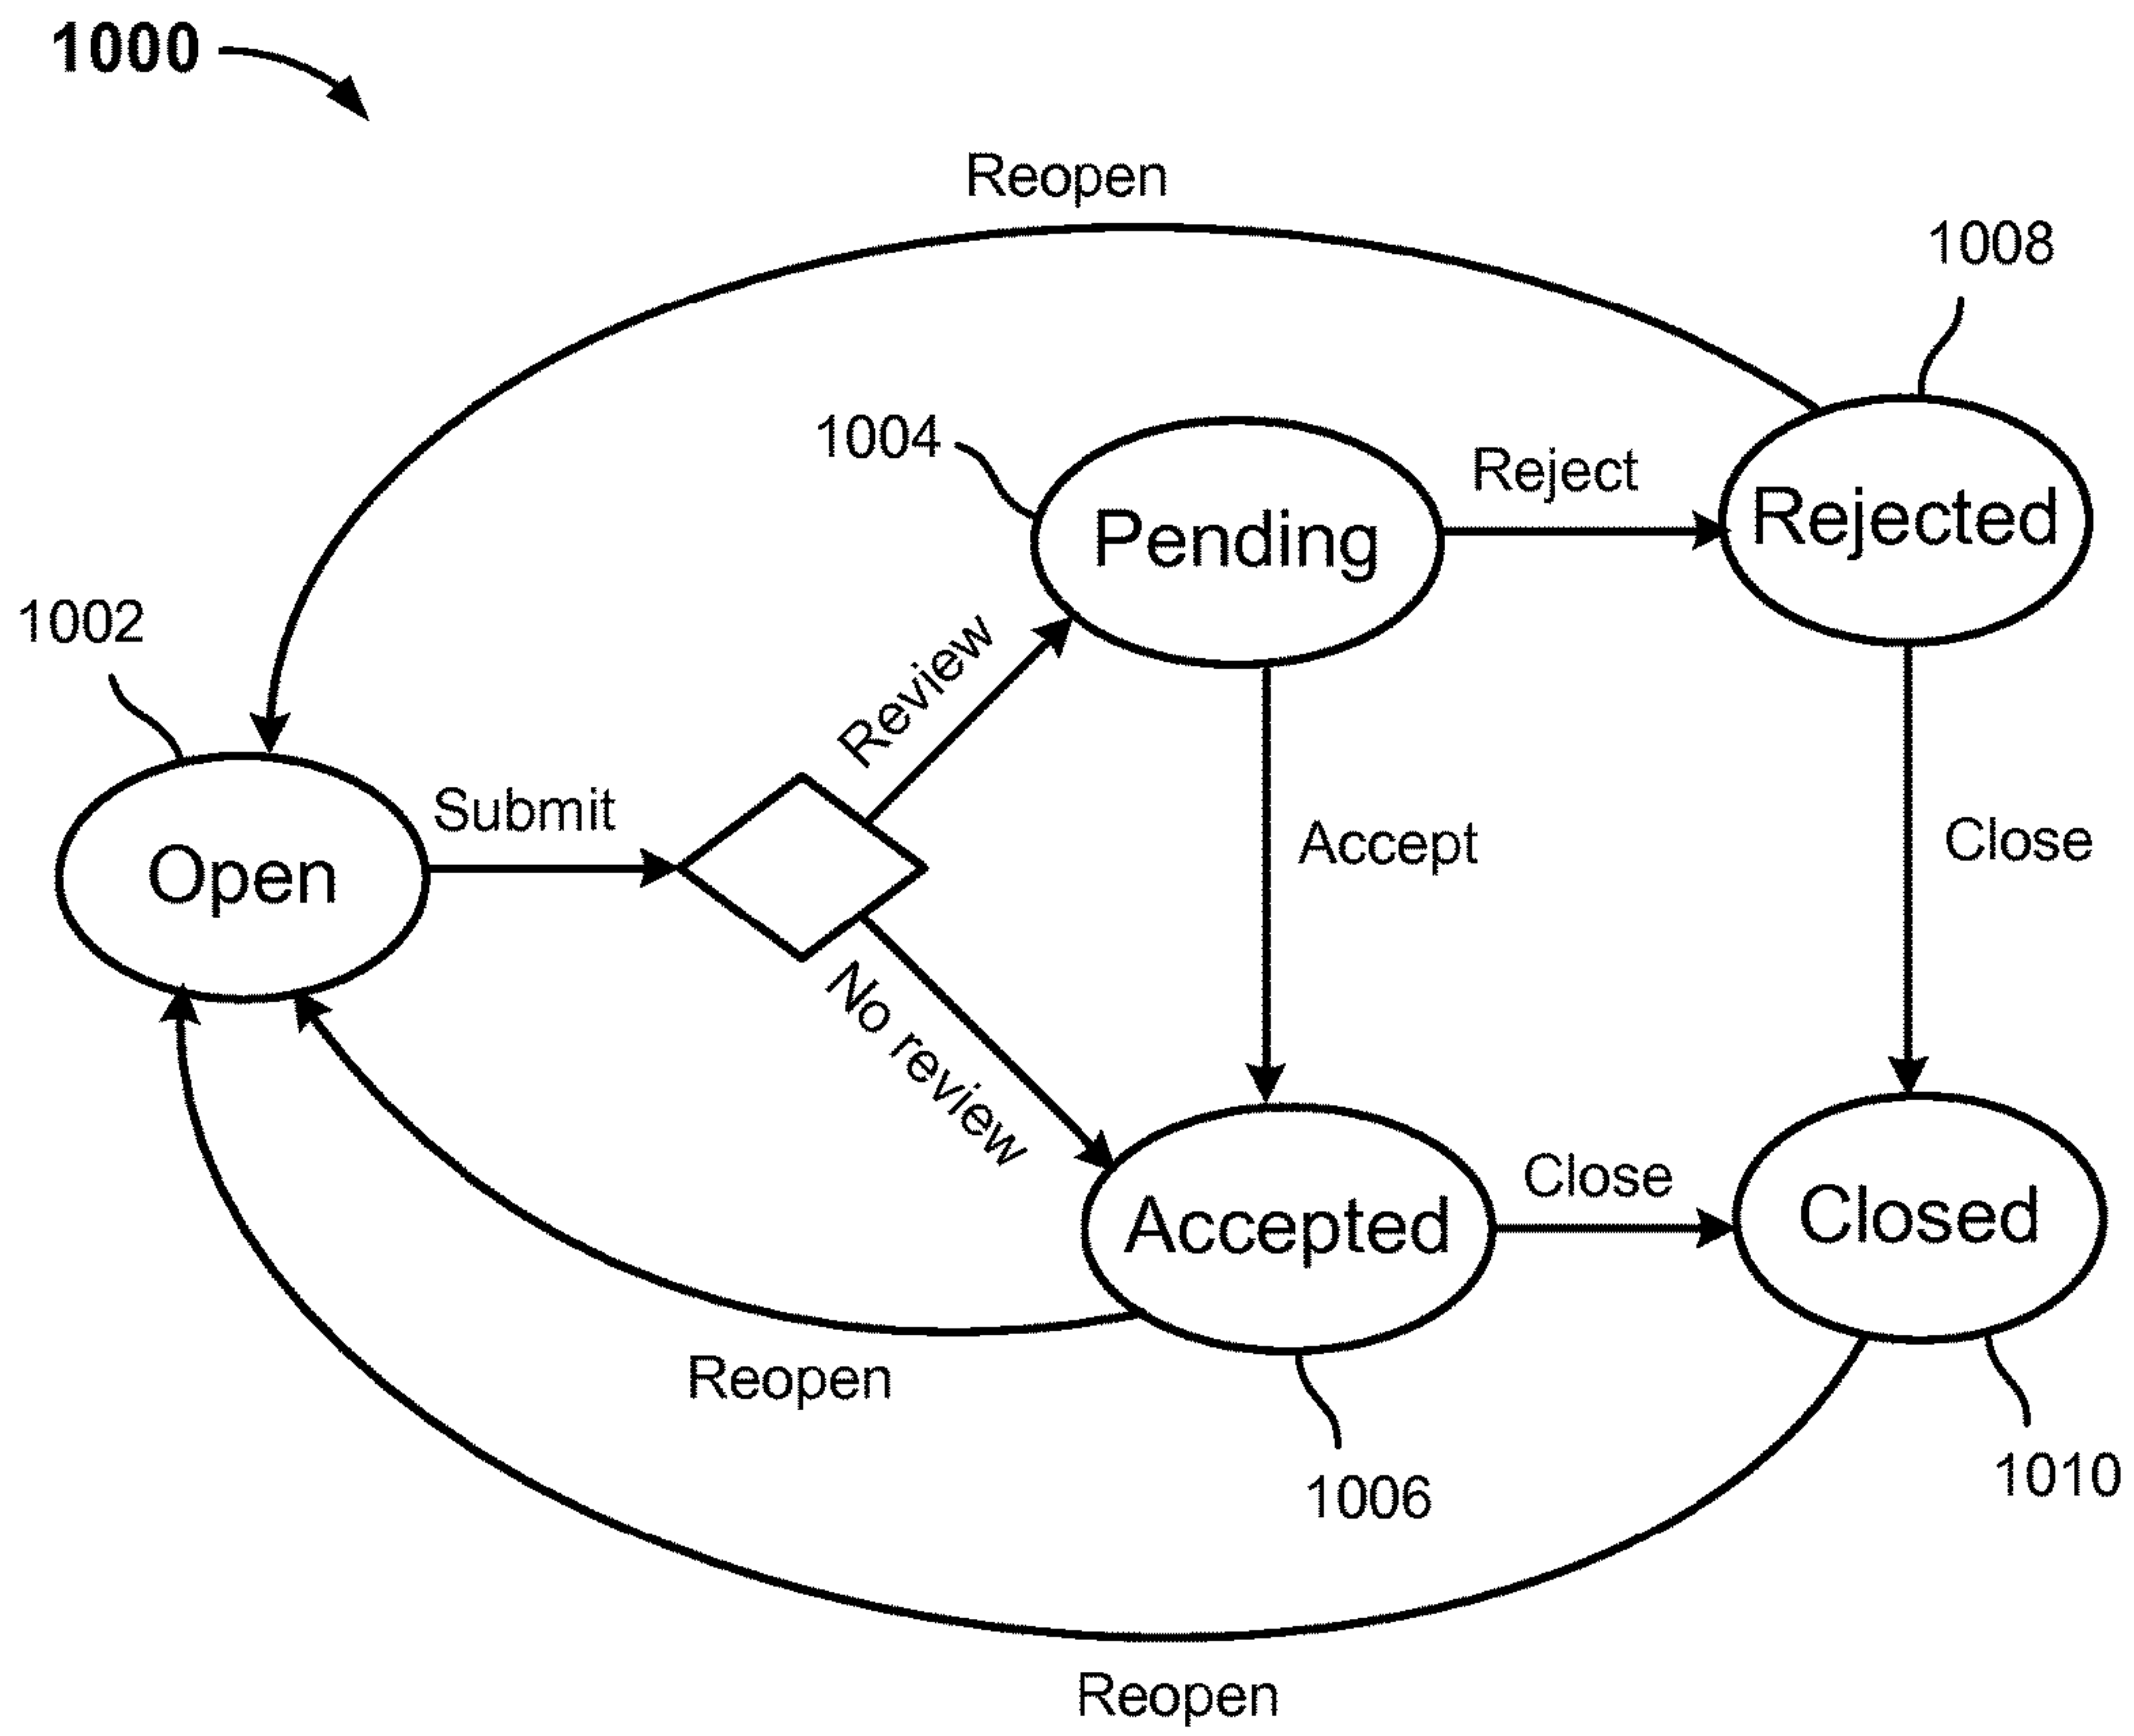 1000
Reopen
1008
1004
Reject
Pending
Rejected
1002
Review
Submit
Accept
Close
Open
No review
Close
Accepted
Closed
Reopen
1006
1010
Reopen